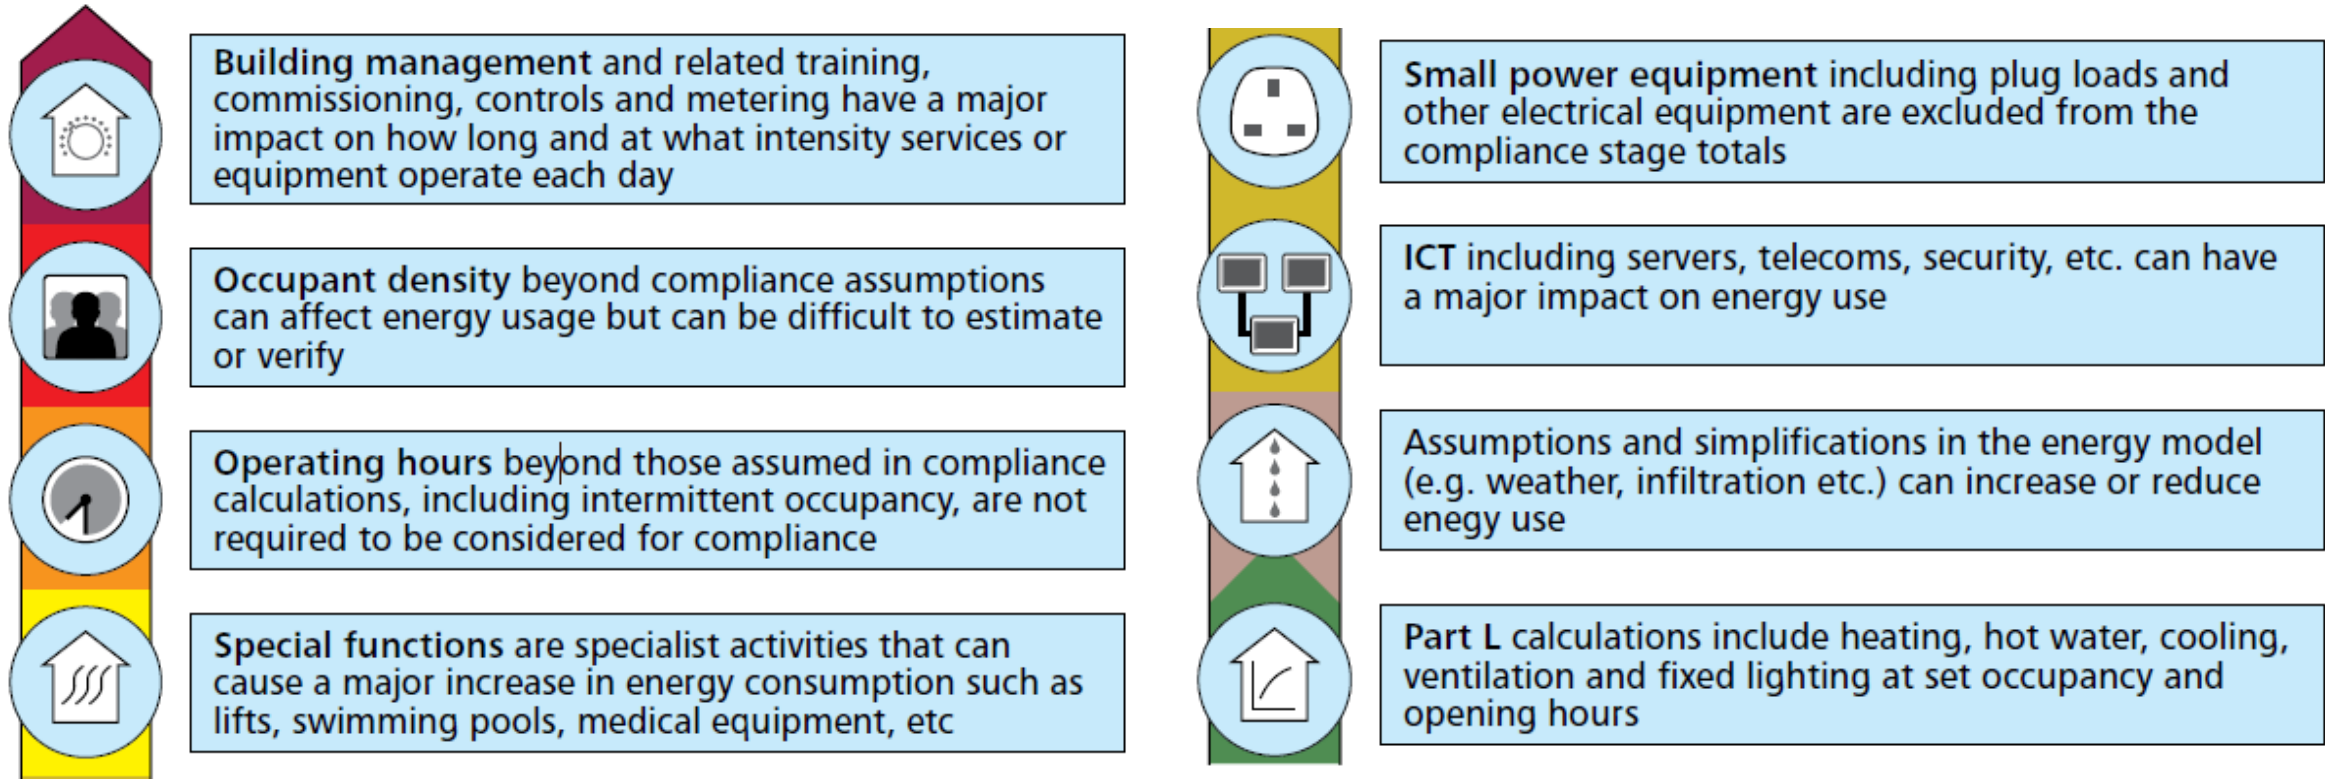 Building management and related training,
commissioning, controls and metering have a major
impact on how long and at what intensity services or
equipment operate each day
Occupant density beyond compliance assumptions
can affect energy usage but can be difficult to estimate
or verify
Operating hours beyond those assumed in compliance
calculations, including intermittent occupancy, are not
required to be considered for compliance
Special functions are specialist activities that can
cause a major increase in energy consumption such as
lifts, swimming pools, medical equipment, etc
Small power equipment including plug loads and
other electrical equipment are excluded from the
compliance stage totals
ICT including servers, telecoms, security, etc. can have
a major impact on energy use
Assumptions and simplifications in the energy model
(e.g. weather, infiltration etc.) can increase or reduce
enegy use
Part L calculations include heating, hot water, cooling,
ventilation and fixed lighting at set occupancy and
opening hours